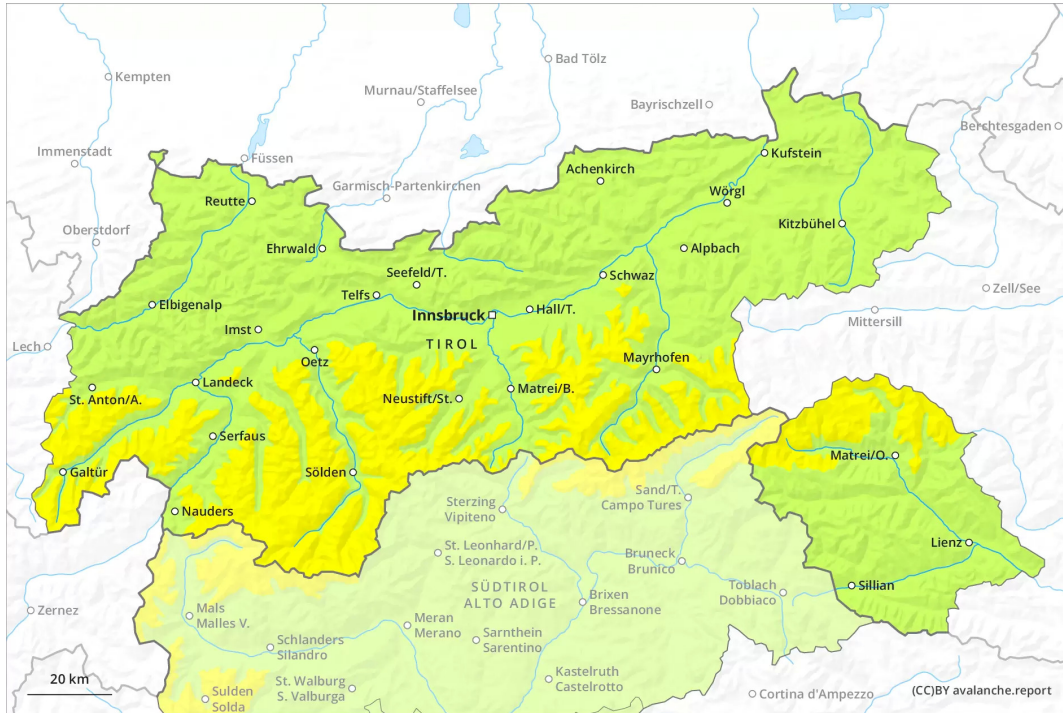 Kempten
Bad Tölz
Murnau/Staffelsee
Bayrischzell
Berchtesgaden
Immenstadt
Füssen
Kufstein
Achenkirch
Garmisch-Partenkirchen
Reutte
Wörgl
Oberstdorf
Kitzbühel
Ehrwald
Alpbach
Seefeld/T.
Schwaz
Zell/See
Telfs
Elbigenalp
Hall/T.
Innsbruck
Mittersill
Imst
Lech
TIROL
Oetz
Mayrhofen
Landeck
St. Anton/A.
Neustift/St.
Matrei/B.
Serfaus
Matrei/O.
Galtür
Sölden
Sand/T.
Campo Tures
Sterzing
Vipiteno
Nauders
Lienz
St. Leonhard/P.
S. Leonardo i. P.
Bruneck
Brunico
Toblach
Dobbiaco
Sillian
SÜDTIROL
ALTO ADIGE
Brixen
Bressanone
Zernez
Mals
Malles V.
Meran
Merano
Sarnthein
Sarentino
Schlanders
Silandro
Kastelruth
Castelrotto
St. Walburg
S. Valburga
20 km
Sulden
Solda
Cortina d'Ampezzo
(CC)BY avalanche.report